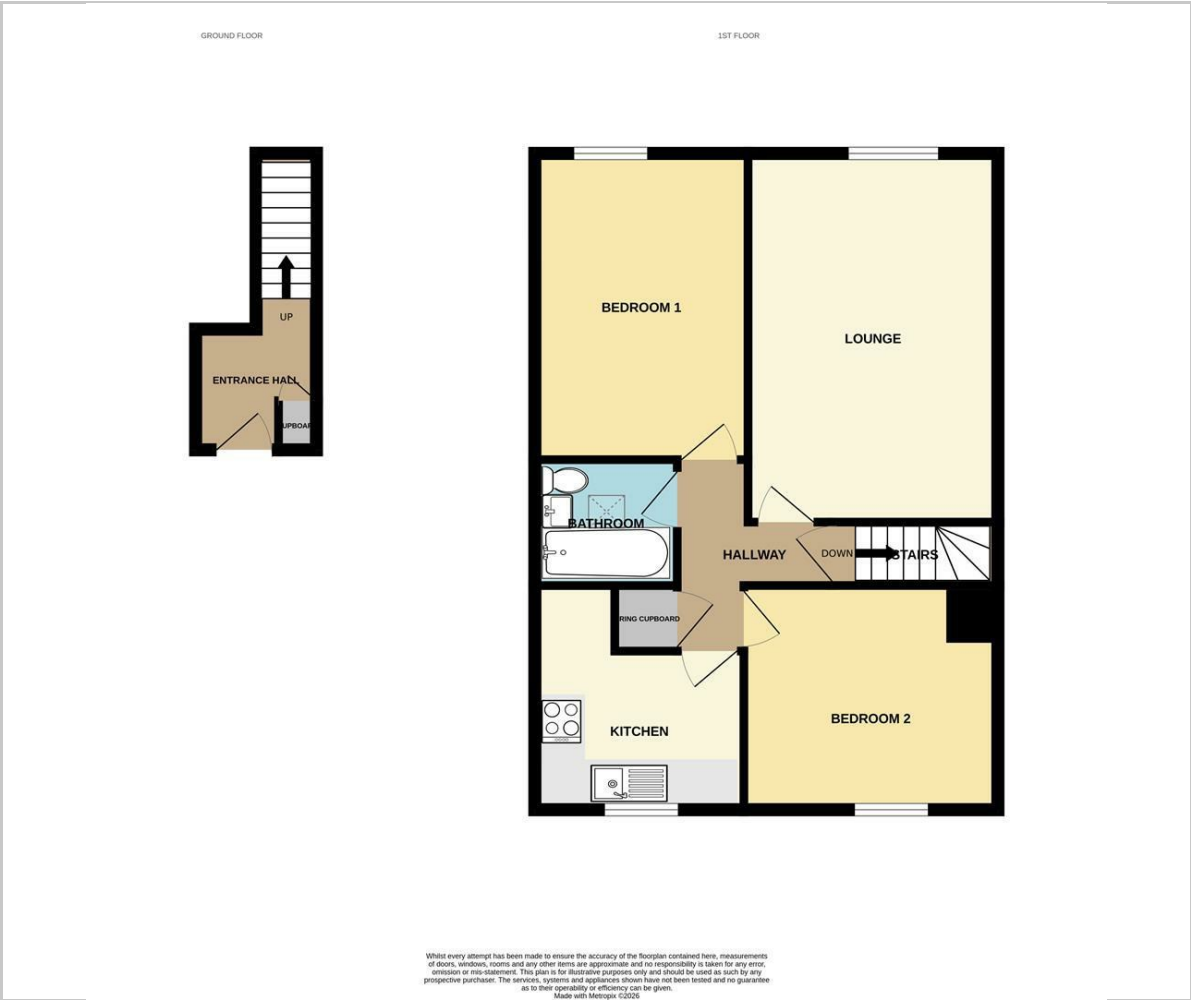 GROUND FLOOR
1ST FLOOR
BEDROOM 1
LOUNGE
UP
ENTRANCE HALL
UPBOAR
BATHROOM
HALLWAY
DOWN
STAIRS
RING CUPBOARD
BEDROOM 2
KITCHEN
Whilst every attempt has been made to ensure the accuracy of the floorplan contained here, measurements
of doors, windows, rooms and any other items are approximate and no responsibility is taken for any error,
omission or mis-statement. This plan is for illustrative purposes only and should be used as such by any
prospective purchaser. The services, systems and appliances shown have not been tested and no guarantee
as to their operability or efficiency can be given.
Made with Metropix ©2026